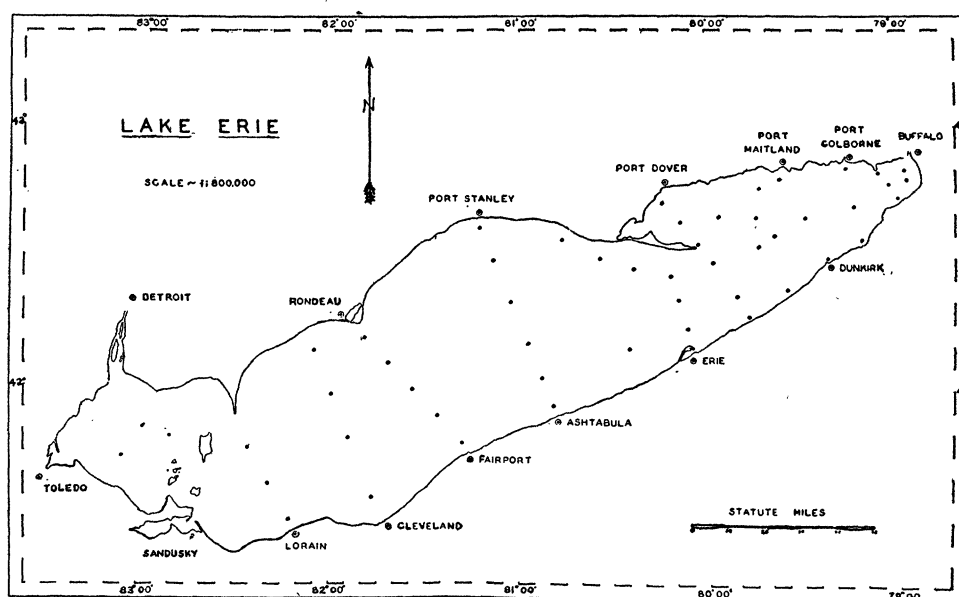 83°00'
82°00'
81°00'
80°00'
79°00'
LAKE ERIE
N
SCALE ~ 1:1800,000
43°
42°
PORT MAITLAND
PORT COLBORNE
BUFFALO
PORT DOVER
PORT STANLEY
DUNKIRK
DETROIT
RONDEAU
ERIE
ASHTABULA
FAIRPORT
TOLEDO
CLEVELAND
LORAIN
SANDUSKY
STATUTE MILES
83°00'
82°00'
81°00'
80°00'
79°00'